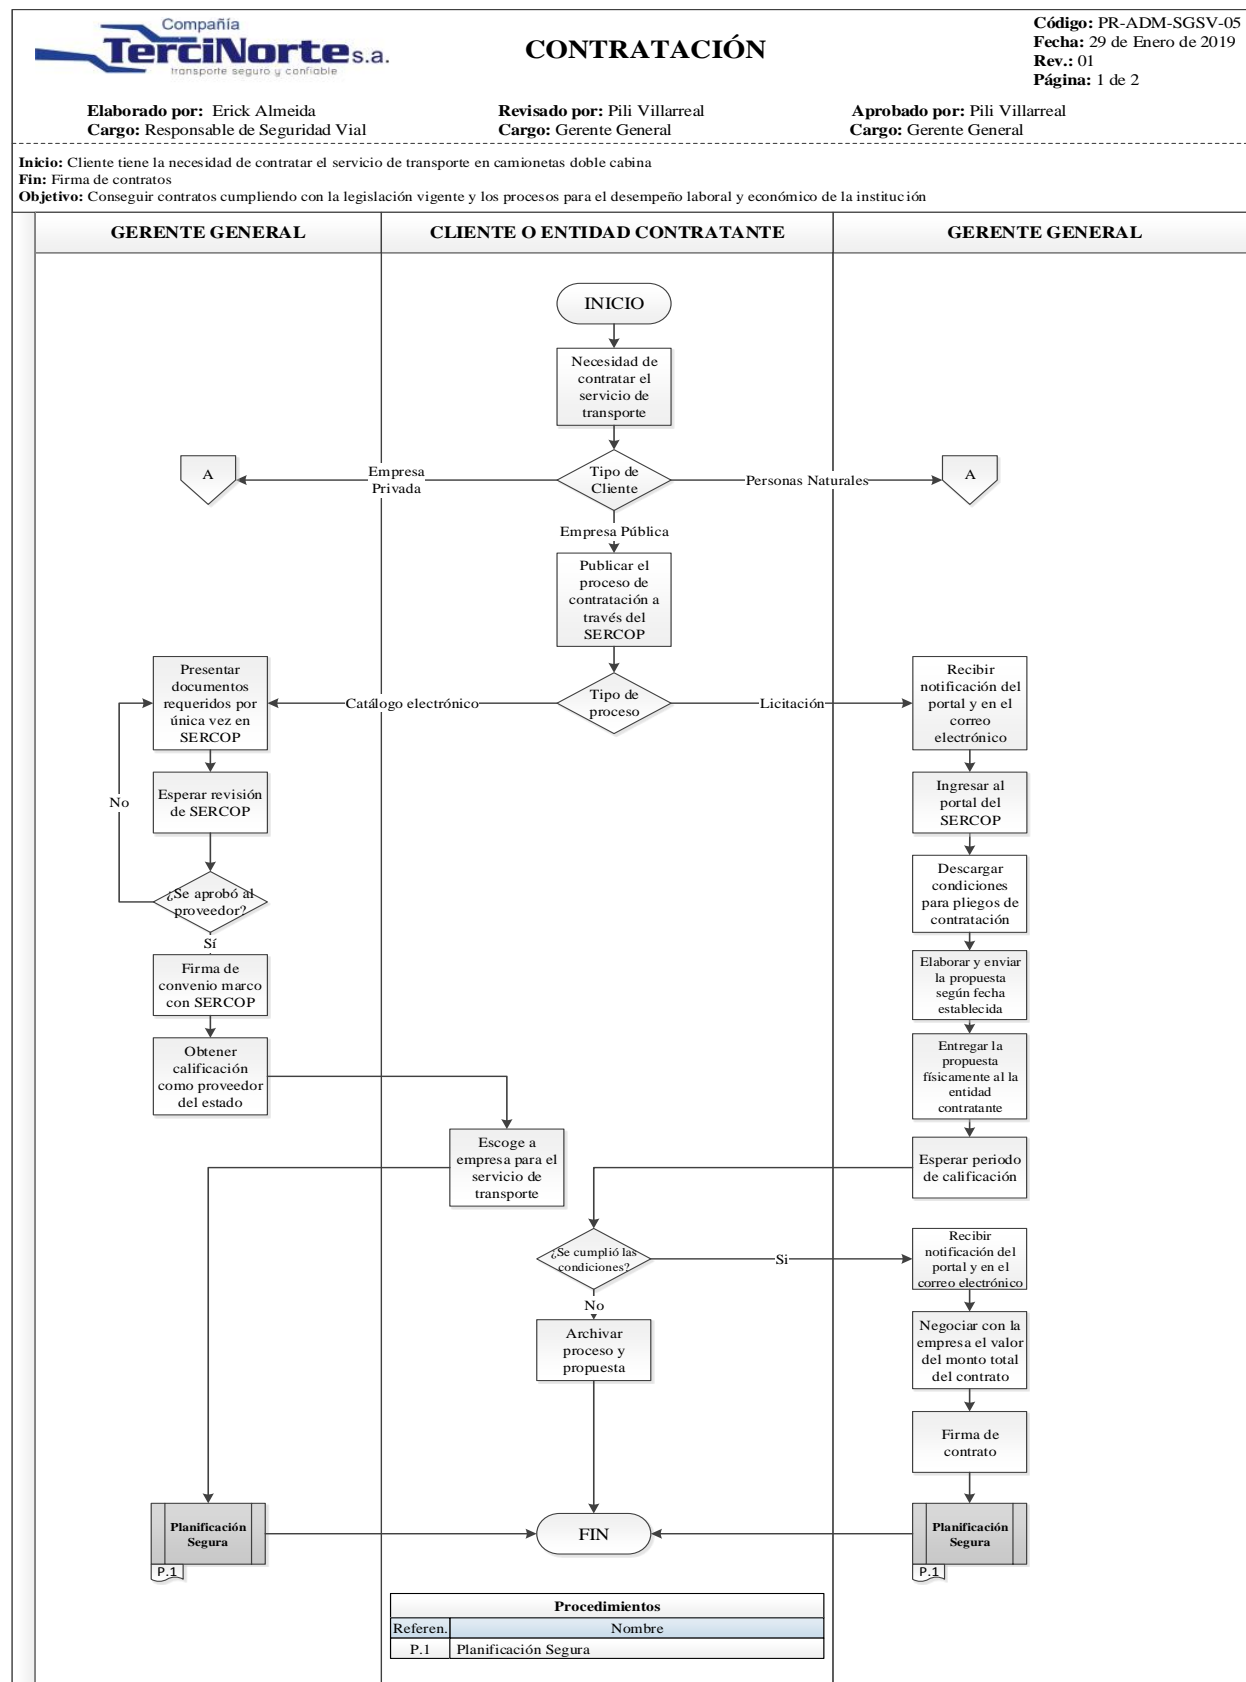 Compañía
TerciNorte s.a.
transporte seguro y confiable
CONTRATACIÓN
Código: PR-ADM-SGSV-05
Fecha: 29 de Enero de 2019
Rev.: 01
Página: 1 de 2
Elaborado por: Erick Almeida
Cargo: Responsable de Seguridad Vial
Revisado por: Pili Villarreal
Cargo: Gerente General
Aprobado por: Pili Villarreal
Cargo: Gerente General
Inicio: Cliente tiene la necesidad de contratar el servicio de transporte en camionetas doble cabina
Fin: Firma de contratos
Objetivo: Conseguir contratos cumpliendo con la legislación vigente y los procesos para el desempeño laboral y económico de la institución
GERENTE GENERAL
CLIENTE O ENTIDAD CONTRATANTE
GERENTE GENERAL
INICIO
Necesidad de
contratar el
servicio de
transporte
A
Empresa
Privada
Tipo de
Cliente
Personas Naturales
A
Empresa Pública
Publicar el
proceso de
contratación a
través del
SERCOP
Presentar
documentos
requeridos por
única vez en
SERCOP
Catálogo electrónico
Tipo de
proceso
Licitación
Recibir
notificación del
portal y en el
correo
electrónico
No
Esperar revisión
de SERCOP
Ingresar al
portal del
SERCOP
¿Se aprobó al
proveedor?
Descargar
condiciones
para pliegos de
contratación
Sí
Firma de
convenio marco
con SERCOP
Elaborar y enviar
la propuesta
según fecha
establecida
Obtener
calificación
como proveedor
del estado
Entregar la
propuesta
físicamente al la
entidad
contratante
Escoge a
empresa para el
servicio de
transporte
Esperar periodo
de calificación
¿Se cumplió las
condiciones?
Si
Recibir
notificación del
portal y en el
correo electrónico
No
Archivar
proceso y
propuesta
Negociar con la
empresa el valor
del monto total
del contrato
Firma de
contrato
Planificación
Segura
P.1
FIN
Planificación
Segura
P.1
Procedimientos
Referen. Nombre
P.1 Planificación Segura